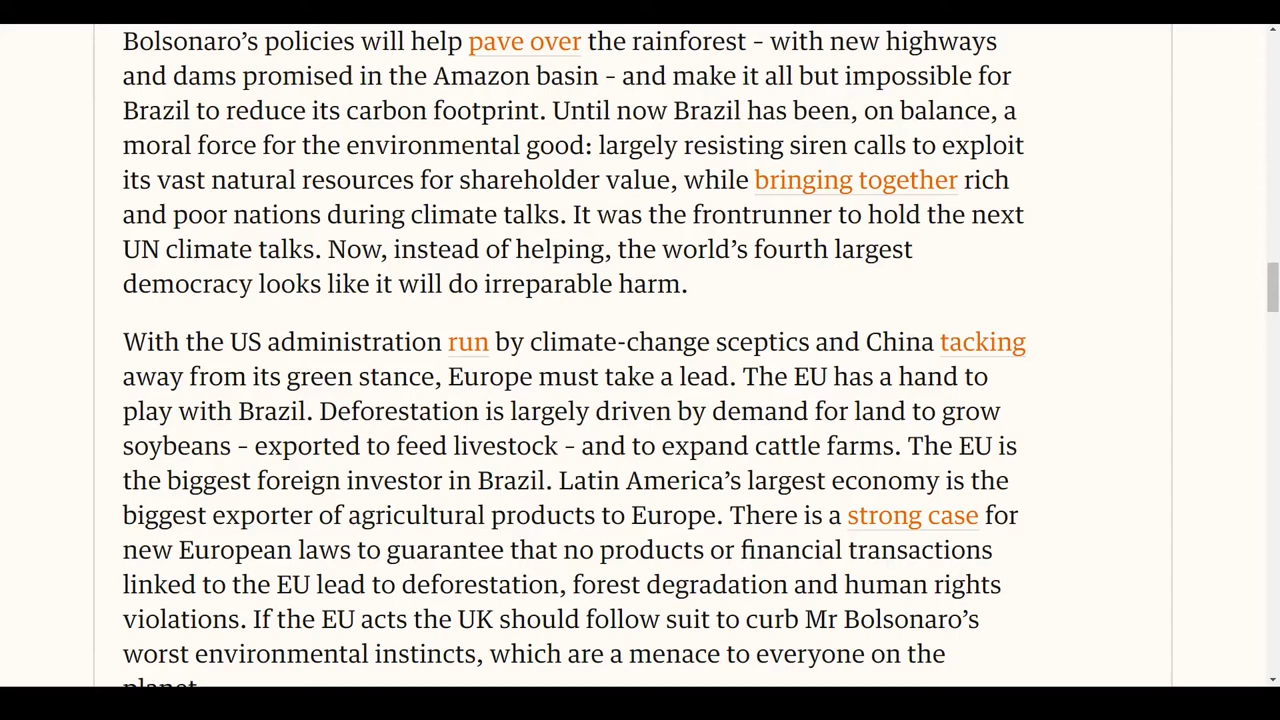 Bolsonaro’s policies will help pave over the rainforest – with new highways
and dams promised in the Amazon basin – and make it all but impossible for
Brazil to reduce its carbon footprint. Until now Brazil has been, on balance, a
moral force for the environmental good: largely resisting siren calls to exploit
its vast natural resources for shareholder value, while bringing together rich
and poor nations during climate talks. It was the frontrunner to hold the next
UN climate talks. Now, instead of helping, the world’s fourth largest
democracy looks like it will do irreparable harm.
With the US administration run by climate-change sceptics and China tacking
away from its green stance, Europe must take a lead. The EU has a hand to
play with Brazil. Deforestation is largely driven by demand for land to grow
soybeans – exported to feed livestock – and to expand cattle farms. The EU is
the biggest foreign investor in Brazil. Latin America’s largest economy is the
biggest exporter of agricultural products to Europe. There is a strong case for
new European laws to guarantee that no products or financial transactions
linked to the EU lead to deforestation, forest degradation and human rights
violations. If the EU acts the UK should follow suit to curb Mr Bolsonaro’s
worst environmental instincts, which are a menace to everyone on the
planet.